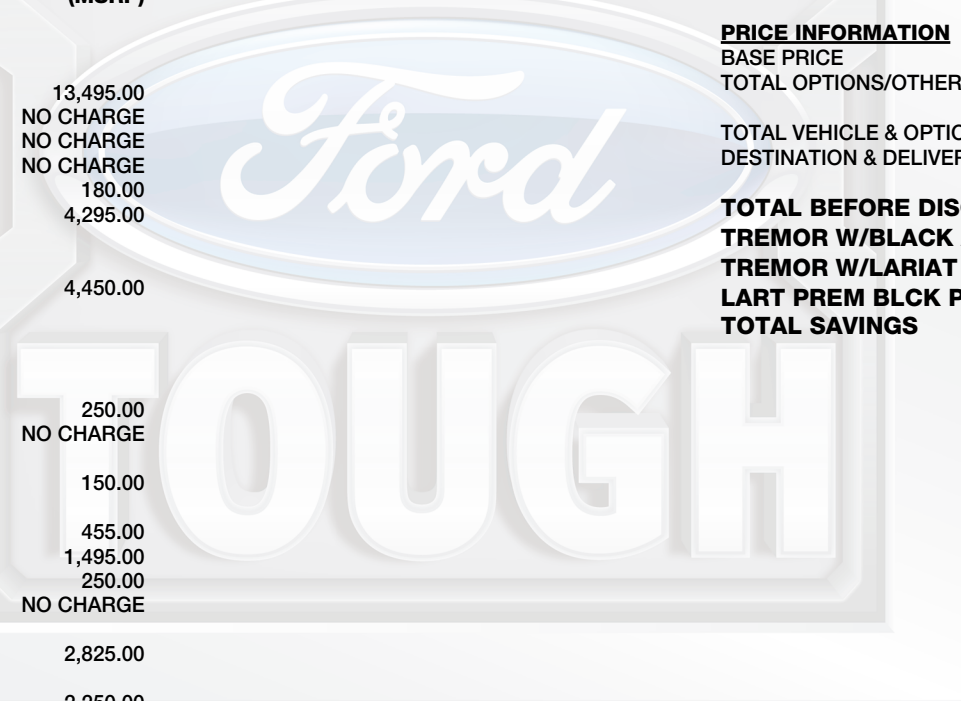 (MSRP)
13,495.00
NO CHARGE
NO CHARGE
NO CHARGE
180.00
4,295.00
4,450.00
250.00
NO CHARGE
150.00
455.00
1,495.00
250.00
NO CHARGE
2,825.00
Ford
TOUGH
PRICE INFORMATION
BASE PRICE
TOTAL OPTIONS/OTHER
TOTAL VEHICLE & OPTIO
DESTINATION & DELIVER
TOTAL BEFORE DISC
TREMOR W/BLACK
TREMOR W/LARIAT
LART PREM BLCK P
TOTAL SAVINGS